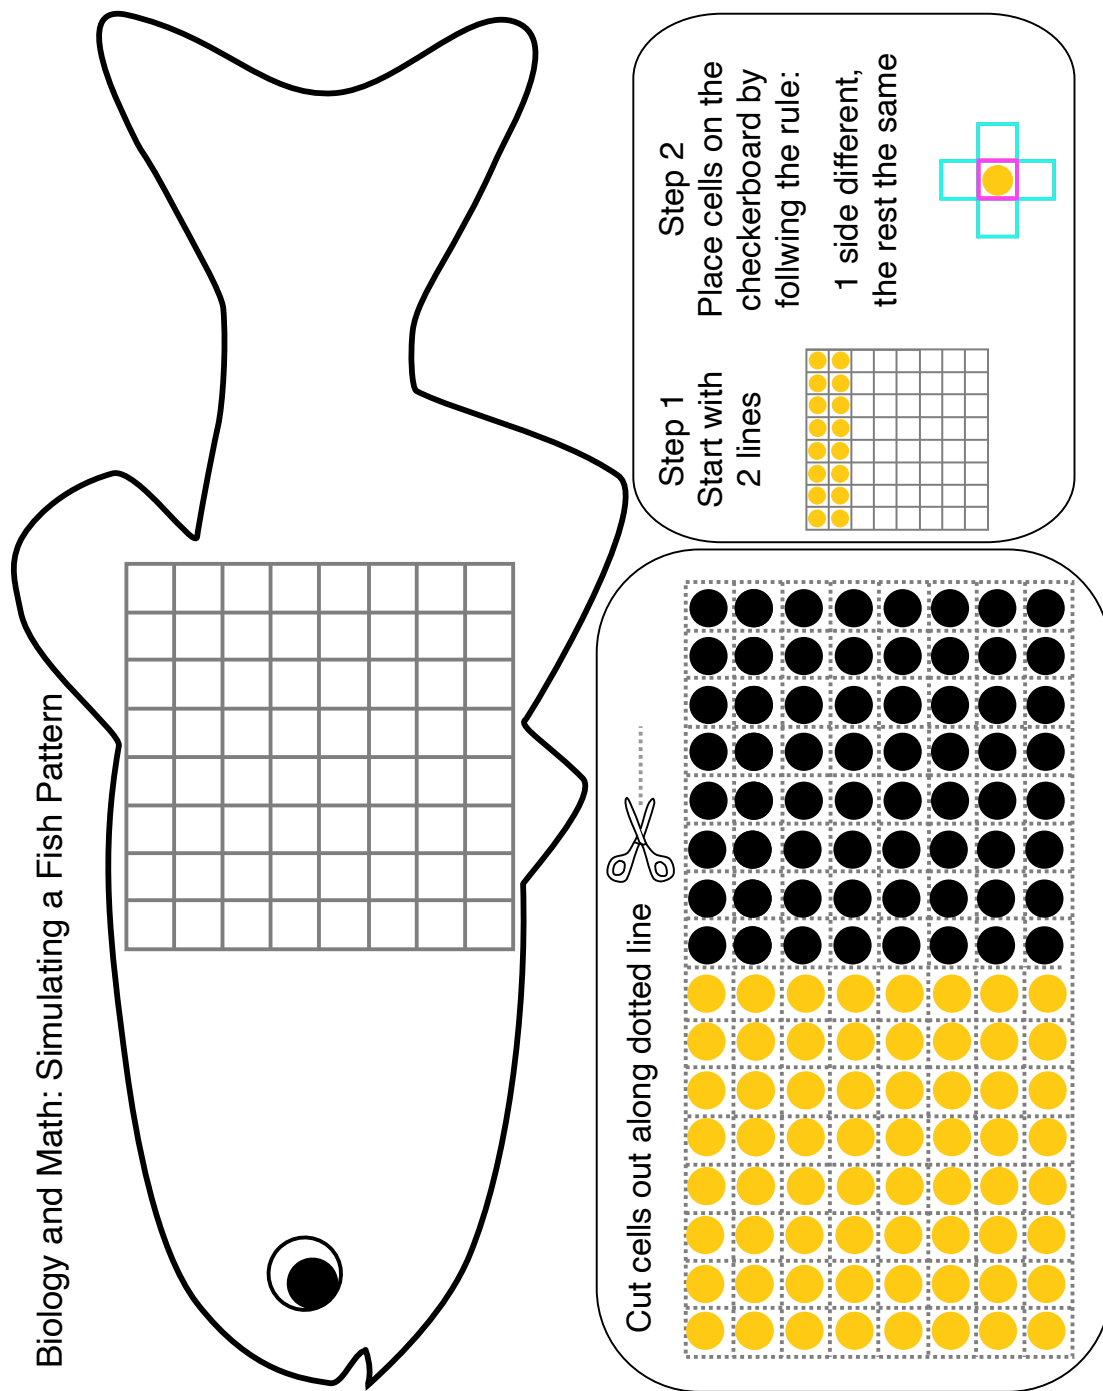 Biology and Math: Simulating a Fish Pattern
Cut cells out along dotted line
Step 1
Start with
2 lines
Step 2
Place cells on the
checkerboard by
follwing the rule:
1 side different,
the rest the same